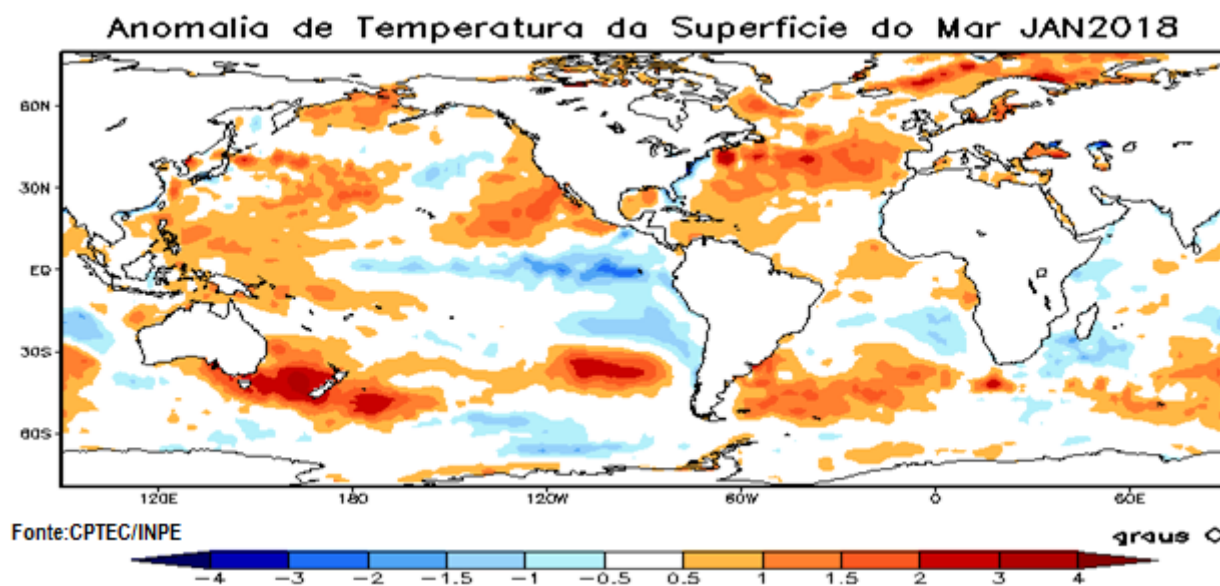 Anomalia de Temperatura da Superficie do Mar JAN2018
60N
30N
EQ
30S
60S
120E 180 120W 60W 0 60E
Fonte:CPTEC/INPE
graus C
-4 -3 -2 -1.5 -1 -0.5 0.5 1 1.5 2 3 4